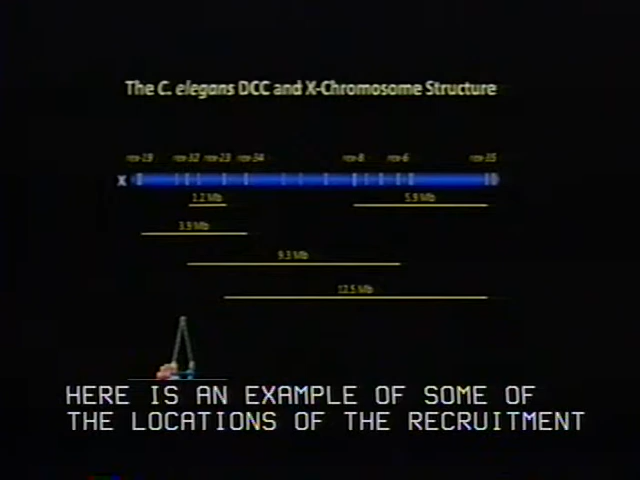 The C. elegans DCC and X-Chromosome Structure
rex-19 rex-32 rex-23 rex-34 rex-8 rex-6 rex-35
X
1.2 Mb 5.9 Mb
3.9 Mb
9.3 Mb
12.5 Mb
HERE IS AN EXAMPLE OF SOME OF
THE LOCATIONS OF THE RECRUITMENT